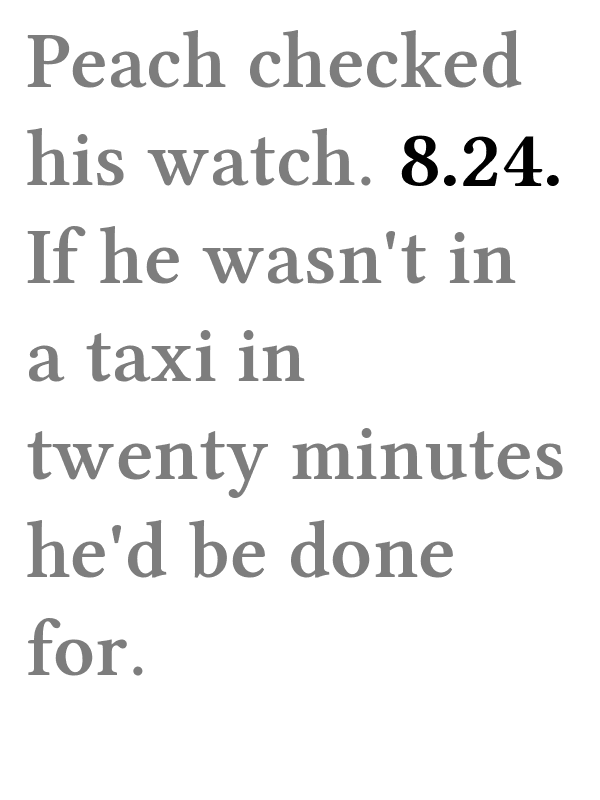 Peach checked
his watch. 8.24.
If he wasn't in
a taxi in
twenty minutes
he'd be done
for.